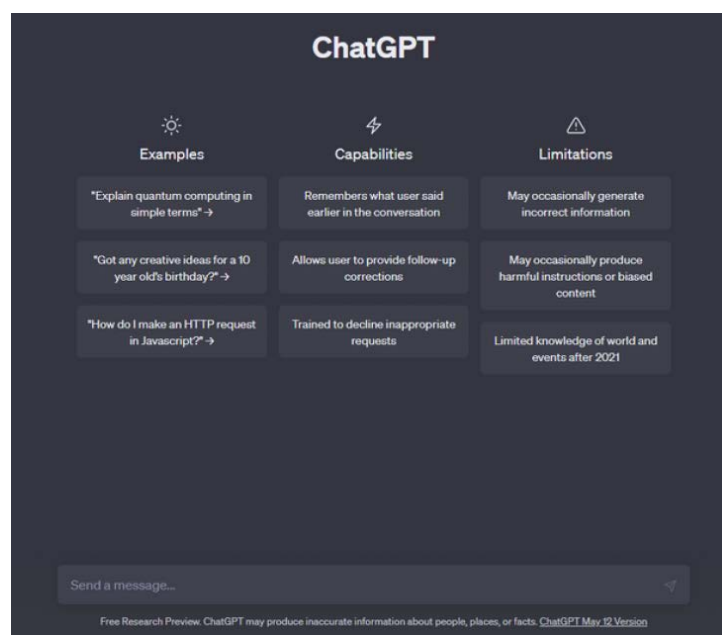 ChatGPT
Examples
"Explain quantum computing in
simple terms" →
"Got any creative ideas for a 10
year old's birthday?" →
"How do I make an HTTP request
in Javascript?" →
Capabilities
Remembers what user said
earlier in the conversation
Allows user to provide follow-up
corrections
Trained to decline inappropriate
requests
Limitations
May occasionally generate
incorrect information
May occasionally produce
harmful instructions or biased
content
Limited knowledge of world and
events after 2021
Send a message...
Free Research Preview. ChatGPT may produce inaccurate information about people, places, or facts. ChatGPT May 12 Version